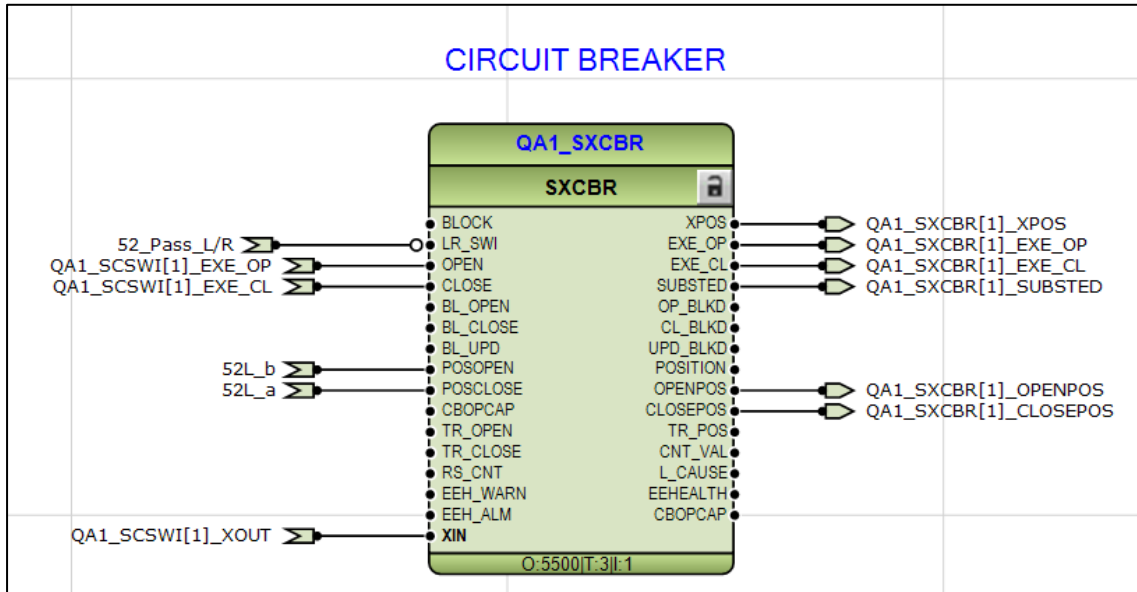 CIRCUIT BREAKER
QA1_SXCBR
SXCBR
BLOCK XPOS QA1_SXCBR[1]_XPOS
52_Pass_L/R LR_SWI EXE_OP QA1_SXCBR[1]_EXE_OP
QA1_SCSWI[1]_EXE_OP OPEN EXE_CL QA1_SXCBR[1]_EXE_CL
QA1_SCSWI[1]_EXE_CL CLOSE SUBSTED QA1_SXCBR[1]_SUBSTED
BL_OPEN OP_BLKD
BL_CLOSE CL_BLKD
BL_UPD UPD_BLKD
52L_b POSOPEN POSITION
52L_a POSCLOSE OPENPOS QA1_SXCBR[1]_OPENPOS
CBOPCAP CLOSEPOS QA1_SXCBR[1]_CLOSEPOS
TR_OPEN TR_POS
TR_CLOSE CNT_VAL
RS_CNT L_CAUSE
EEH_WARN EEHEALTH
EEH_ALM CBOPCAP
QA1_SCSWI[1]_XOUT XIN
O:5500|T:3|I:1